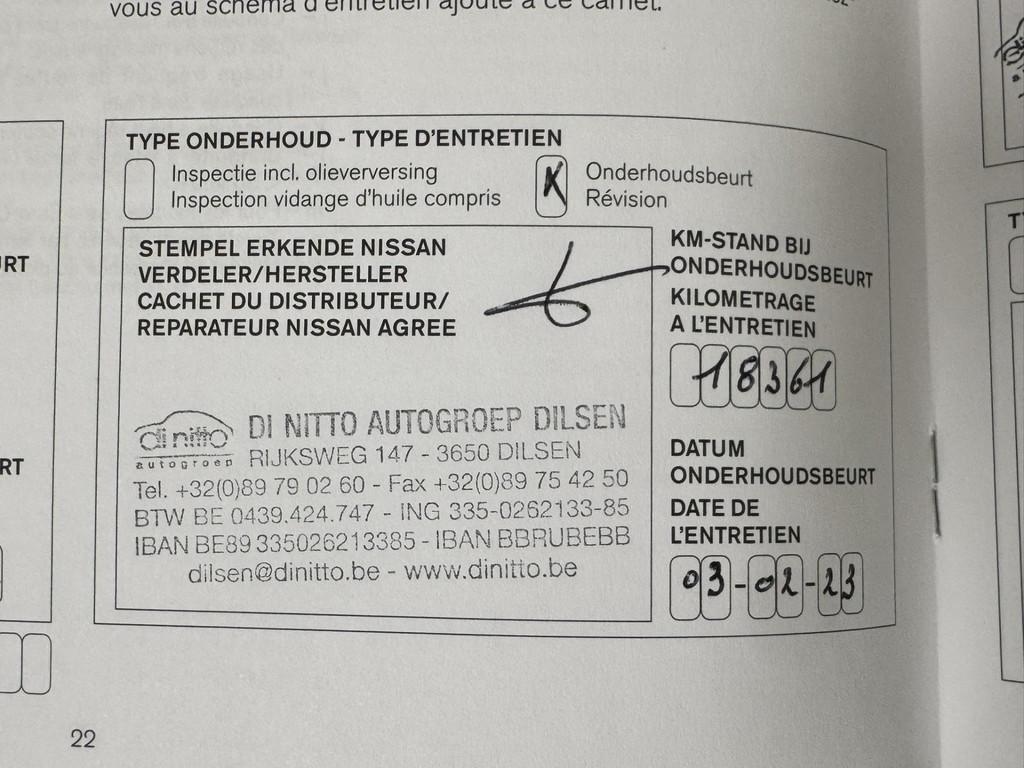 vous au schéma d'entretien ajouté à ce carnet.
TYPE ONDERHOUD - TYPE D'ENTRETIEN
Inspectie incl. olieverversing
Inspection vidange d'huile compris
Onderhoudsbeurt
Révision
STEMPEL ERKENDE NISSAN
VERDELER/HERSTELLER
CACHET DU DISTRIBUTEUR/
REPARATEUR NISSAN AGREE
di nitto
autogroep
DI NITTO AUTOGROEP DILSEN
RIJKSWEG 147 - 3650 DILSEN
Tel. +32(0)89 79 02 60 - Fax +32(0)89 75 42 50
BTW BE 0439.424.747 - ING 335-0262133-85
IBAN BE89 335026213385 - IBAN BBRUBEBB
dilsen@dinitto.be - www.dinitto.be
KM-STAND BIJ
ONDERHOUDSBEURT
KILOMETRAGE
A L'ENTRETIEN
18361
DATUM
ONDERHOUDSBEURT
DATE DE
L'ENTRETIEN
03-02-23
URT
RT
22